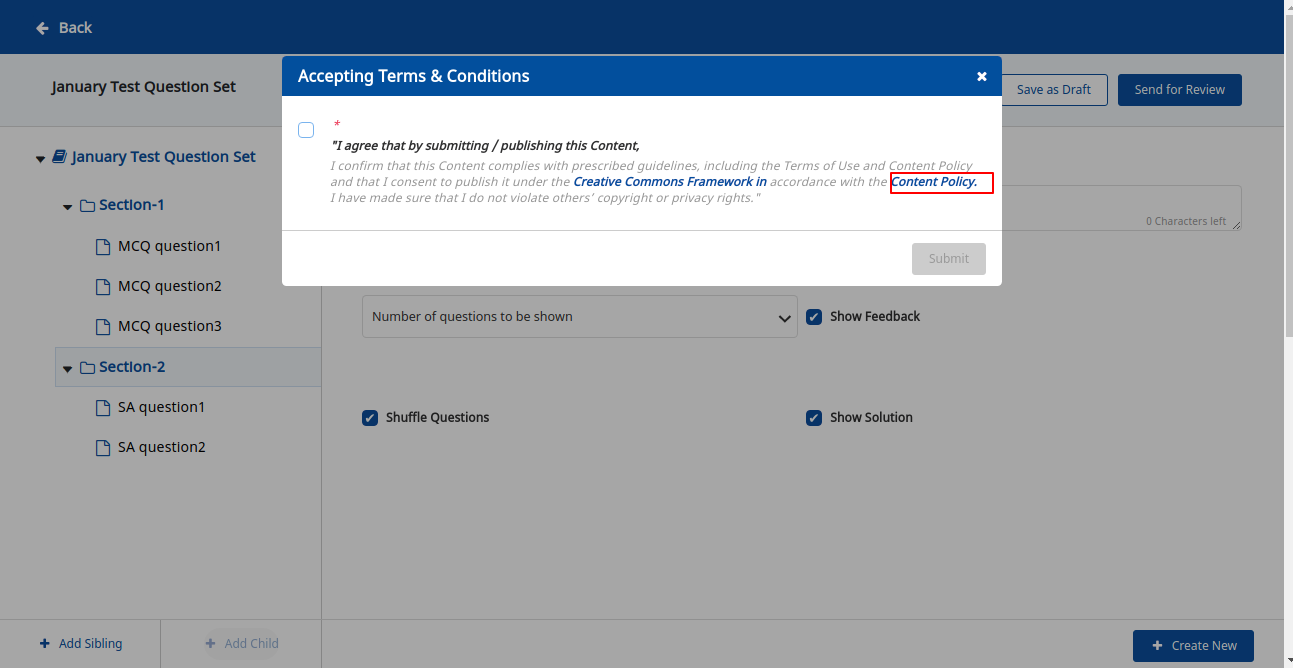 Back
January Test Question Set
Accepting Terms & Conditions
Save as Draft
Send for Review
*
"I agree that by submitting / publishing this Content,
I confirm that this Content complies with prescribed guidelines, including the Terms of Use and Content Policy
and that I consent to publish it under the Creative Commons Framework in accordance with the Content Policy.
I have made sure that I do not violate others' copyright or privacy rights."
Submit
January Test Question Set
Section-1
MCQ question1
MCQ question2
MCQ question3
Section-2
SA question1
SA question2
0 Characters left
Number of questions to be shown
Show Feedback
Shuffle Questions
Show Solution
Add Sibling
Add Child
Create New